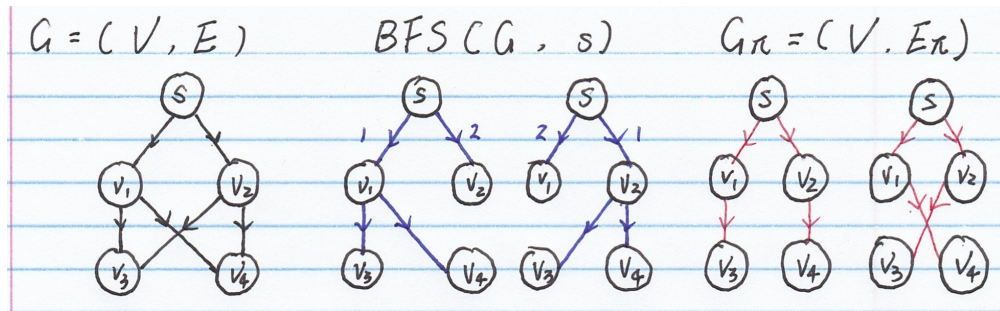 G = ( V , E ) BFS ( G , s ) Gπ = ( V . Eπ )
S S S S S
1 2 2 1
V1 V2 V1 V2 V1 V2 V1 V2 V1 V2
V3 V4 V3 V4 V3 V4 V3 V4 V3 V4